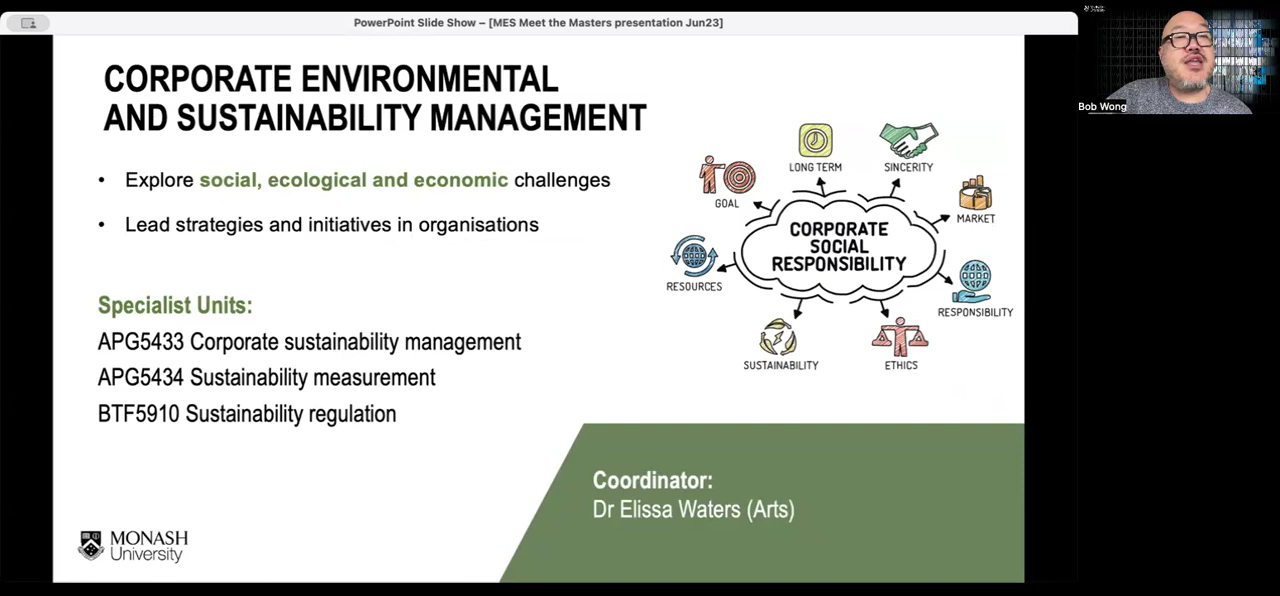 PowerPoint Slide Show – [MES Meet the Masters presentation Jun23]
CORPORATE ENVIRONMENTAL
AND SUSTAINABILITY MANAGEMENT
• Explore social, ecological and economic challenges
• Lead strategies and initiatives in organisations
Specialist Units:
APG5433 Corporate sustainability management
APG5434 Sustainability measurement
BTF5910 Sustainability regulation
LONG TERM
SINCERITY
GOAL
MARKET
CORPORATE
SOCIAL
RESPONSIBILITY
RESOURCES
RESPONSIBILITY
SUSTAINABILITY
ETHICS
Coordinator:
Dr Elissa Waters (Arts)
MONASH
University
Bob Wong